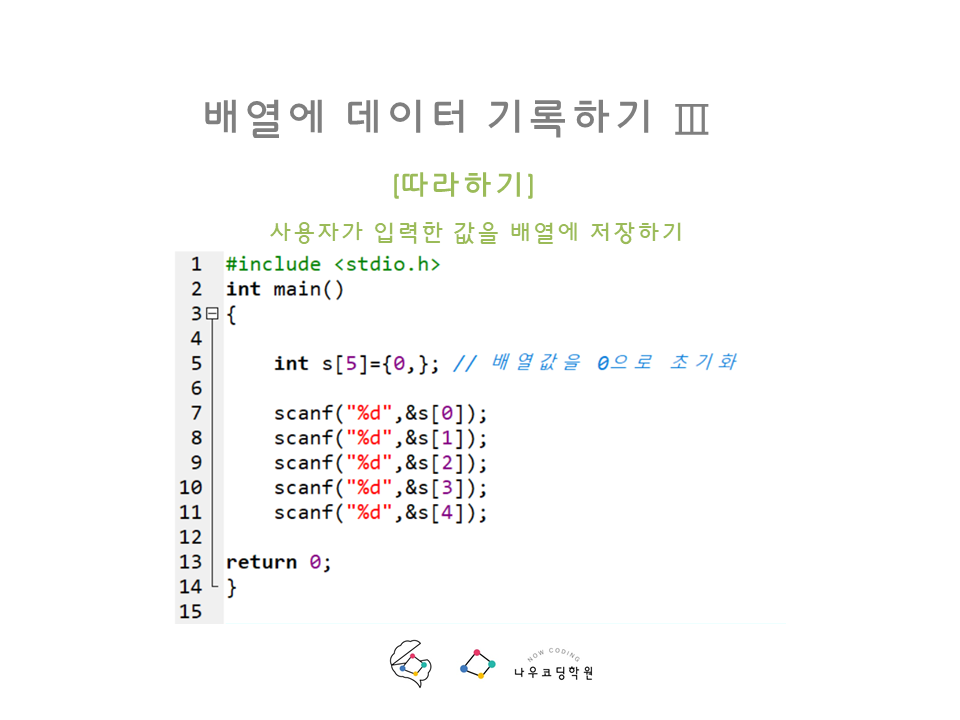 배열에 데이터 기록하기 Ⅲ
[따라하기]
사용자가 입력한 값을 배열에 저장하기
1 #include <stdio.h>
2 int main()
3 {
4
5 int s[5]={0,}; // 배열값을 0으로 초기화
6
7 scanf("%d",&s[0]);
8 scanf("%d",&s[1]);
9 scanf("%d",&s[2]);
10 scanf("%d",&s[3]);
11 scanf("%d",&s[4]);
12
13 return 0;
14 }
15
NOW CODING
나우코딩학원